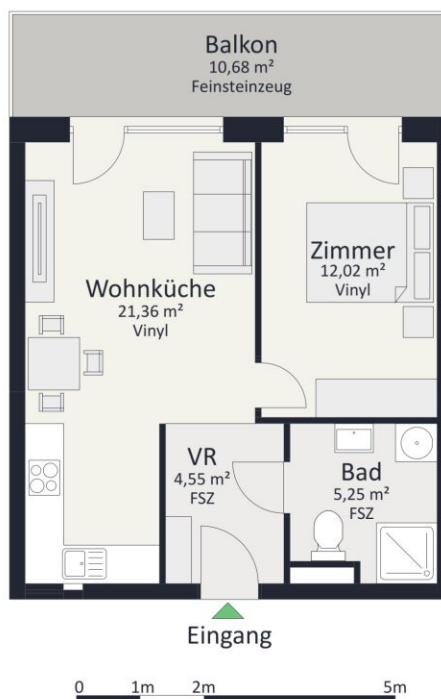 Balkon
10,68 m²
Feinsteinzeug
Zimmer
12,02 m²
Vinyl
Wohnküche
21,36 m²
Vinyl
VR
4,55 m²
FSZ
Bad
5,25 m²
FSZ
Eingang
0 1m 2m 5m